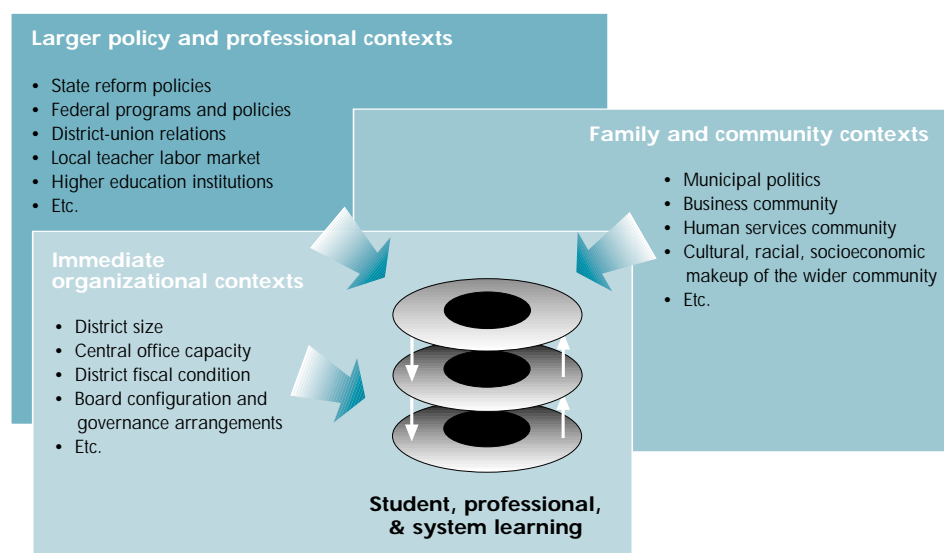 Larger policy and professional contexts
• State reform policies
• Federal programs and policies
• District-union relations
• Local teacher labor market
• Higher education institutions
• Etc.
Family and community contexts
• Municipal politics
• Business community
• Human services community
• Cultural, racial, socioeconomic
makeup of the wider community
• Etc.
Immediate
organizational contexts
• District size
• Central office capacity
• District fiscal condition
• Board configuration and
governance arrangements
• Etc.
Student, professional,
& system learning